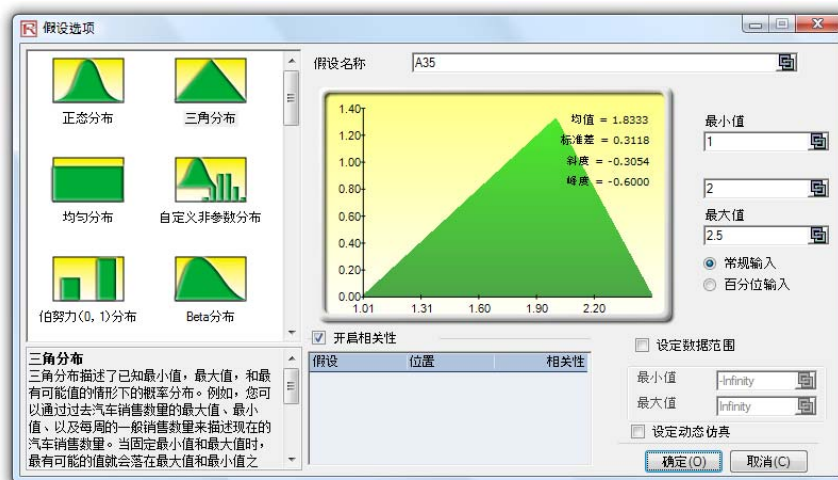 假设选项
正态分布
三角分布
均匀分布
自定义非参数分布
伯努力(0, 1)分布
Beta分布
三角分布
三角分布描述了已知最小值，最大值，和最
有可能值的情形下的概率分布。例如，您可
以通过过去汽车销售数量的最大值、最小
值、以及每周的一般销售数量来描述现在的
汽车销售数量。当固定最小值和最大值时，
最有可能的值就会落在最大值和最小值之
假设名称
A35
1.40
1.20
1.00
0.80
0.60
0.40
0.20
0.00
1.01
1.31
1.60
1.90
2.20
均值 = 1.8333
标准差 = 0.3118
斜度 = -0.3054
峰度 = -0.6000
最小值
1
2
最大值
2.5
常规输入
百分位输入
开启相关性
假设
位置
相关性
设定数据范围
最小值
-Infinity
最大值
Infinity
设定动态仿真
确定(O)
取消(C)